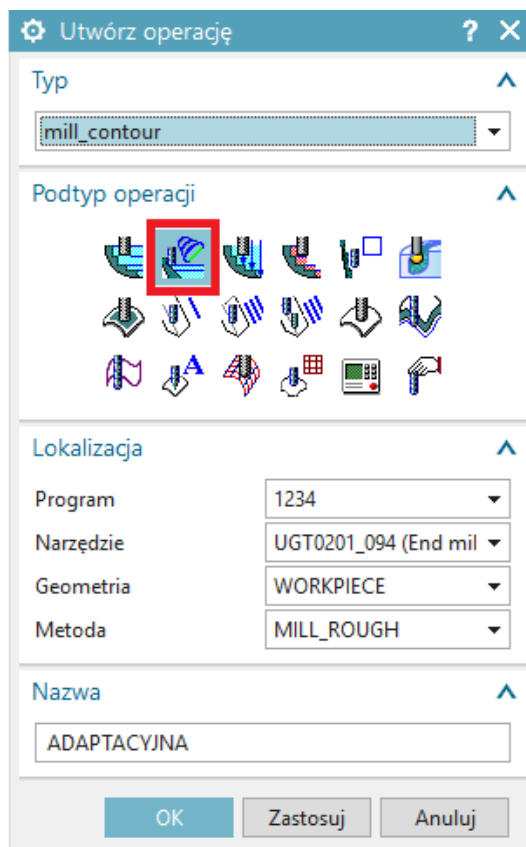 Utwórz operację ? X
Typ
mill_contour
Podtyp operacji
A
Lokalizacja
Program 1234
Narzędzie UGT0201_094 (End mil
Geometria WORKPIECE
Metoda MILL_ROUGH
Nazwa
ADAPTACYJNA
OK Zastosuj Anuluj